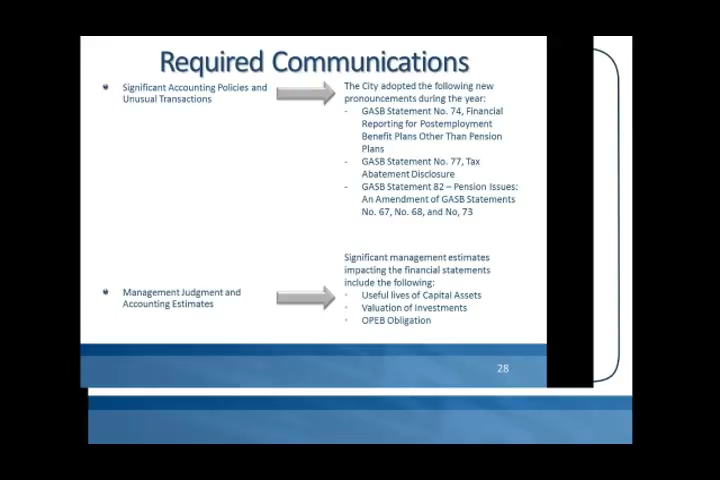 Required Communications
Significant Accounting Policies and
Unusual Transactions
The City adopted the following new
pronouncements during the year:
- GASB Statement No. 74, Financial
Reporting for Postemployment
Benefit Plans Other Than Pension
Plans
- GASB Statement No. 77, Tax
Abatement Disclosure
- GASB Statement 82 – Pension Issues:
An Amendment of GASB Statements
No. 67, No. 68, and No, 73
Management Judgment and
Accounting Estimates
Significant management estimates
impacting the financial statements
include the following:
· Useful lives of Capital Assets
· Valuation of Investments
· OPEB Obligation
28